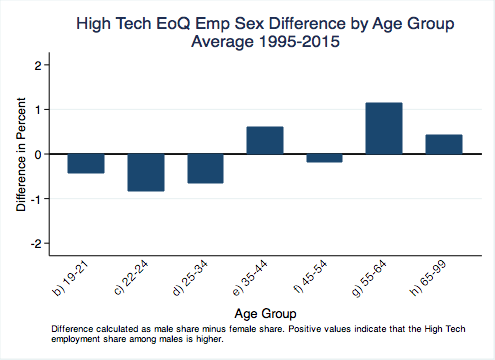 High Tech EoQ Emp Sex Difference by Age Group
Average 1995-2015
Difference in Percent
2
1
0
-1
-2
b) 19-21
c) 22-24
d) 25-34
e) 35-44
f) 45-54
g) 55-64
h) 65-99
Age Group
Difference calculated as male share minus female share. Positive values indicate that the High Tech
employment share among males is higher.